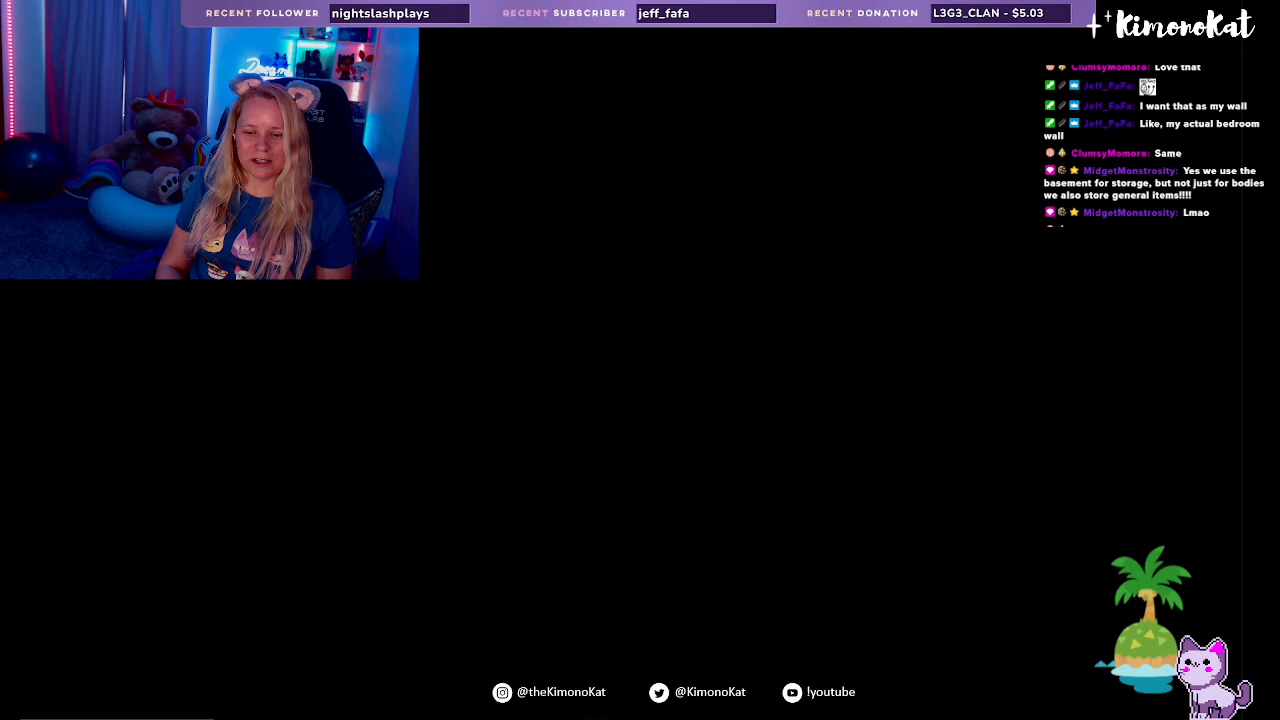 RECENT FOLLOWER nightslashplays RECENT SUBSCRIBER jeff_fafa RECENT DONATION L3G3_CLAN - $5.03
KimonoKat
ClumsyMomoro: Love that
Jeff_FaFa:
Jeff_FaFa: I want that as my wall
Jeff_FaFa: Like, my actual bedroom
wall
ClumsyMomoro: Same
MidgetMonstrosity: Yes we use the
basement for storage, but not just for bodies
we also store general items!!!!
MidgetMonstrosity: Lmao
@theKimonoKat @KimonoKat !youtube